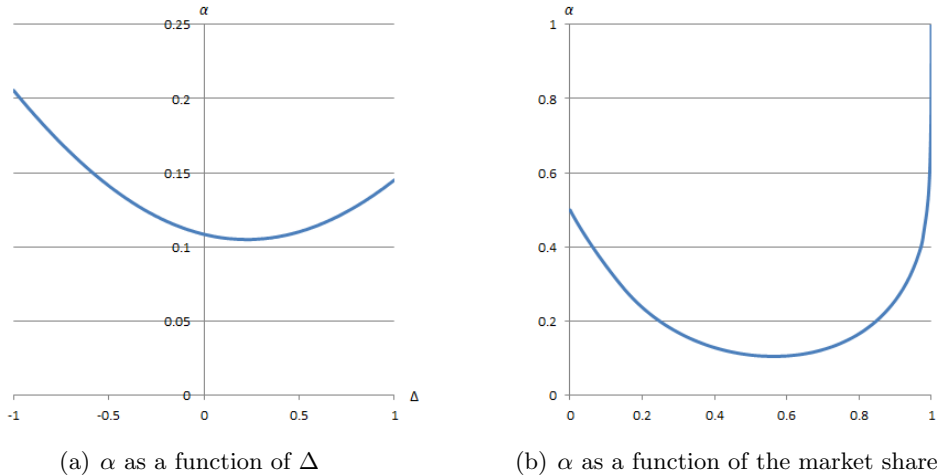 α
0.25
0.2
0.15
0.1
0.05
0
-1 -0.5 0 0.5 1 Δ
(a) α as a function of Δ
α
1
0.8
0.6
0.4
0.2
0
0 0.2 0.4 0.6 0.8 1
(b) α as a function of the market share